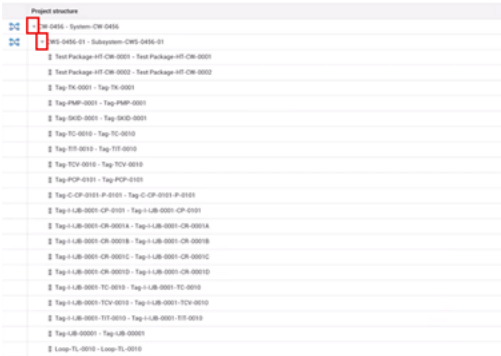 Project structure
CW-0456 - System-CW-0456
CWS-0456-01 - Subsystem-CWS-0456-01
Test Package-HT-CW-0001 - Test Package-HT-CW-0001
Test Package-HT-CW-0002 - Test Package-HT-CW-0002
Tag-TK-0001 - Tag-TK-0001
Tag-PMP-0001 - Tag-PMP-0001
Tag-SKID-0001 - Tag-SKID-0001
Tag-TC-0010 - Tag-TC-0010
Tag-TIT-0010 - Tag-TIT-0010
Tag-TCV-0010 - Tag-TCV-0010
Tag-PCP-0101 - Tag-PCP-0101
Tag-C-CP-0101-P-0101 - Tag-C-CP-0101-P-0101
Tag-I-IJB-0001-CP-0101 - Tag-I-IJB-0001-CP-0101
Tag-I-IJB-0001-CR-0001A - Tag-I-IJB-0001-CR-0001A
Tag-I-IJB-0001-CR-0001B - Tag-I-IJB-0001-CR-0001B
Tag-I-IJB-0001-CR-0001C - Tag-I-IJB-0001-CR-0001C
Tag-I-IJB-0001-CR-0001D - Tag-I-IJB-0001-CR-0001D
Tag-I-IJB-0001-TC-0010 - Tag-I-IJB-0001-TC-0010
Tag-I-IJB-0001-TCV-0010 - Tag-I-IJB-0001-TCV-0010
Tag-I-IJB-0001-TIT-0010 - Tag-I-IJB-0001-TIT-0010
Tag-IJB-00001 - Tag-IJB-00001
Loop-TL-0010 - Loop-TL-0010